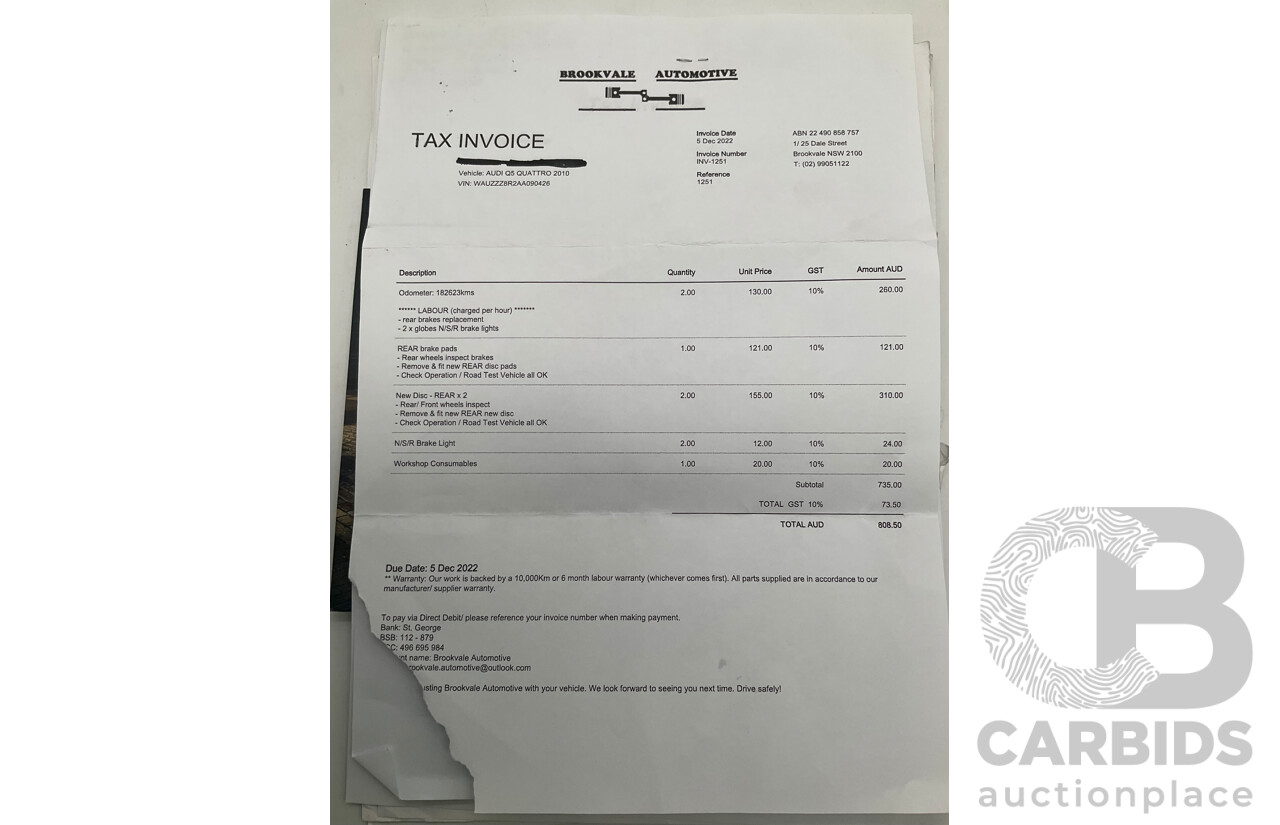 BROOKVALE AUTOMOTIVE
TAX INVOICE
Vehicle: AUDI Q5 QUATTRO 2010
VIN: WAUZZZ8R2AA090426
Invoice Date
5 Dec 2022
Invoice Number
INV-1251
Reference
1251
ABN 22 490 858 757
1/ 25 Dale Street
Brookvale NSW 2100
T: (02) 99051122
Description Quantity Unit Price GST Amount AUD
Odometer: 182623kms 2.00 130.00 10% 260.00
****** LABOUR (charged per hour) *******
- rear brakes replacement
- 2 x globes N/S/R brake lights
REAR brake pads 1.00 121.00 10% 121.00
- Rear wheels inspect brakes
- Remove & fit new REAR disc pads
- Check Operation / Road Test Vehicle all OK
New Disc - REAR x 2 2.00 155.00 10% 310.00
- Rear/ Front wheels inspect
- Remove & fit new REAR new disc
- Check Operation / Road Test Vehicle all OK
N/S/R Brake Light 2.00 12.00 10% 24.00
Workshop Consumables 1.00 20.00 10% 20.00
Subtotal 735.00
TOTAL GST 10% 73.50
TOTAL AUD 808.50
Due Date: 5 Dec 2022
** Warranty: Our work is backed by a 10,000Km or 6 month labour warranty (whichever comes first). All parts supplied are in accordance to our
manufacturer/ supplier warranty.
To pay via Direct Debit/ please reference your invoice number when making payment.
Bank: St. George
BSB: 112 - 879
CC: 496 695 984
nt name: Brookvale Automotive
rookvale.automotive@outlook.com
usting Brookvale Automotive with your vehicle. We look forward to seeing you next time. Drive safely!
CB
CARBIDS
auctionplace